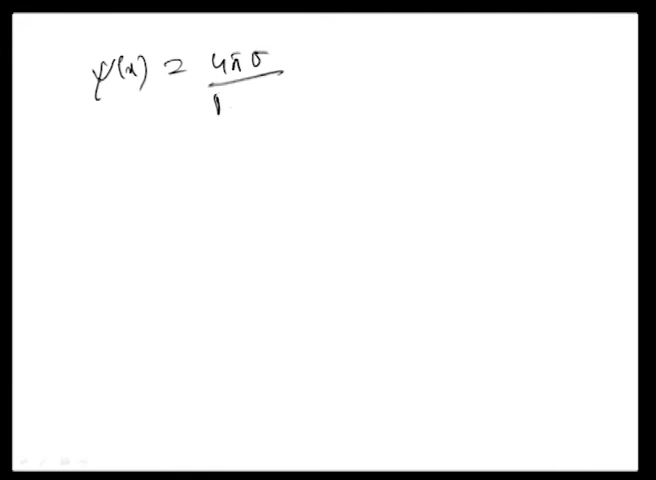 ψ(x) = 4πσ